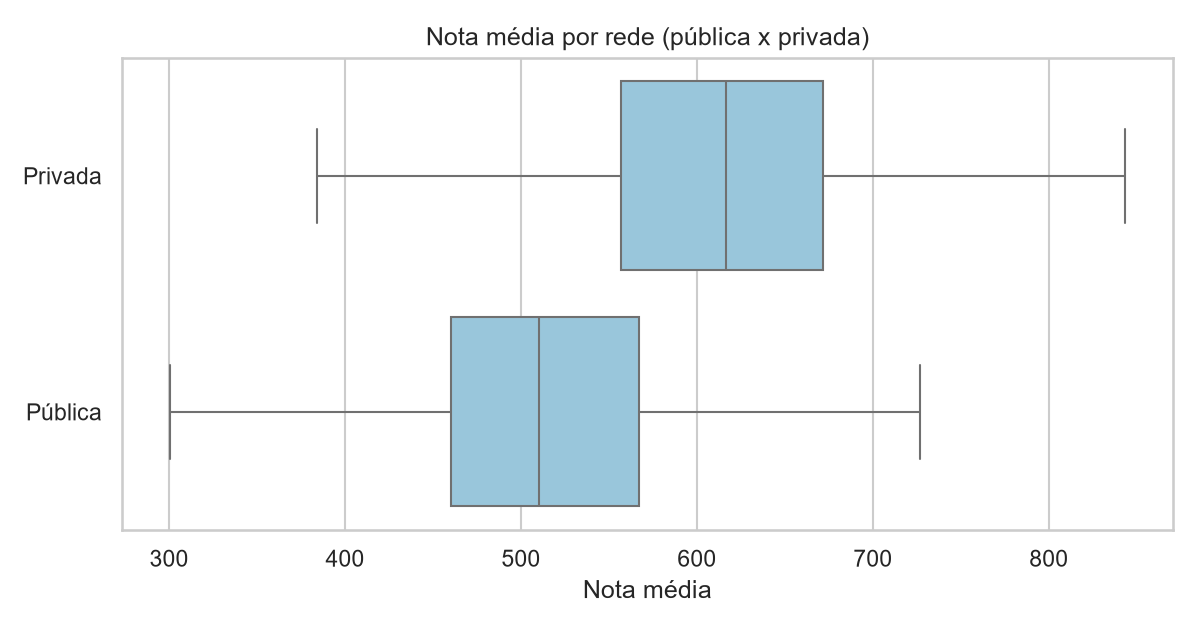 Nota média por rede (pública x privada)
Privada
Pública
300 400 500 600 700 800
Nota média